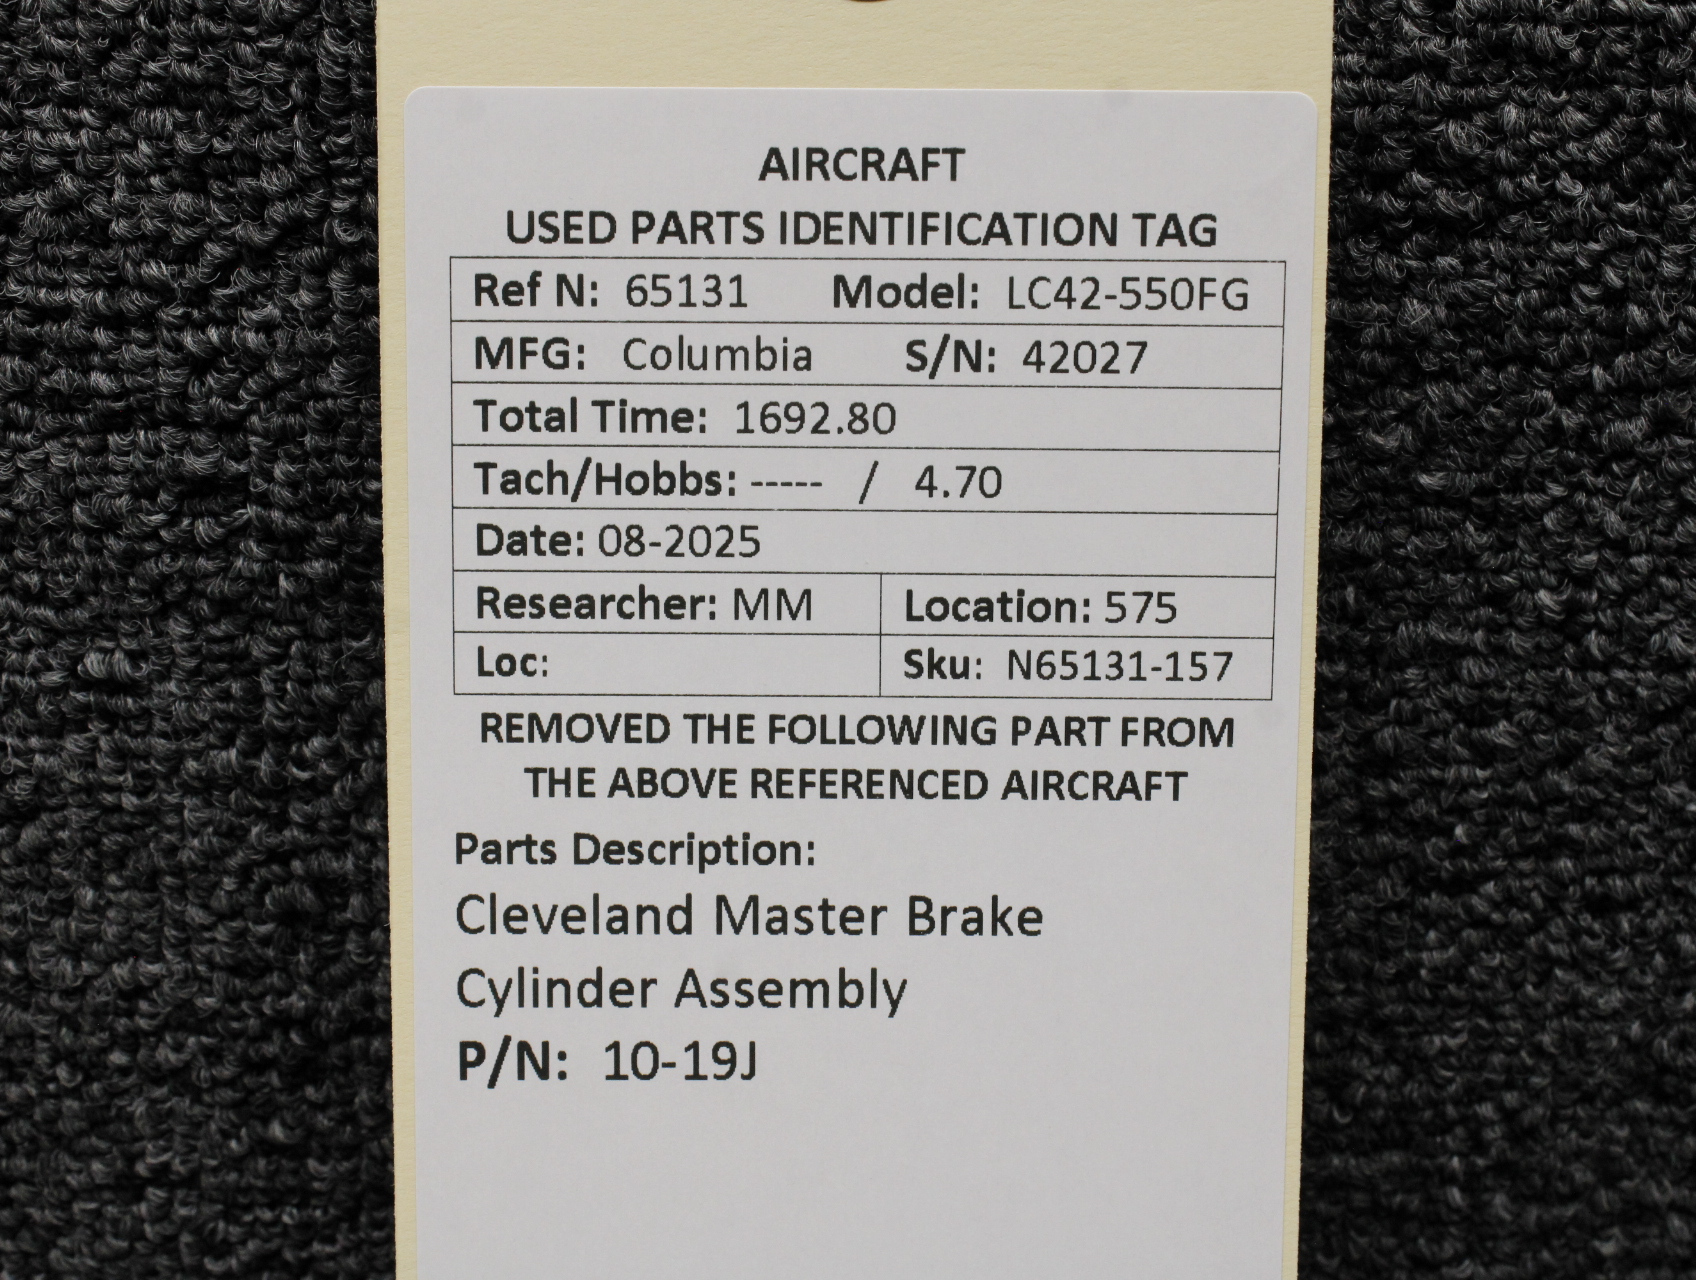 AIRCRAFT
USED PARTS IDENTIFICATION TAG
Ref N: 65131 Model: LC42-550FG
MFG: Columbia S/N: 42027
Total Time: 1692.80
Tach/Hobbs: ----- / 4.70
Date: 08-2025
Researcher: MM Location: 575
Loc: Sku: N65131-157
REMOVED THE FOLLOWING PART FROM
THE ABOVE REFERENCED AIRCRAFT
Parts Description:
Cleveland Master Brake
Cylinder Assembly
P/N: 10-19J